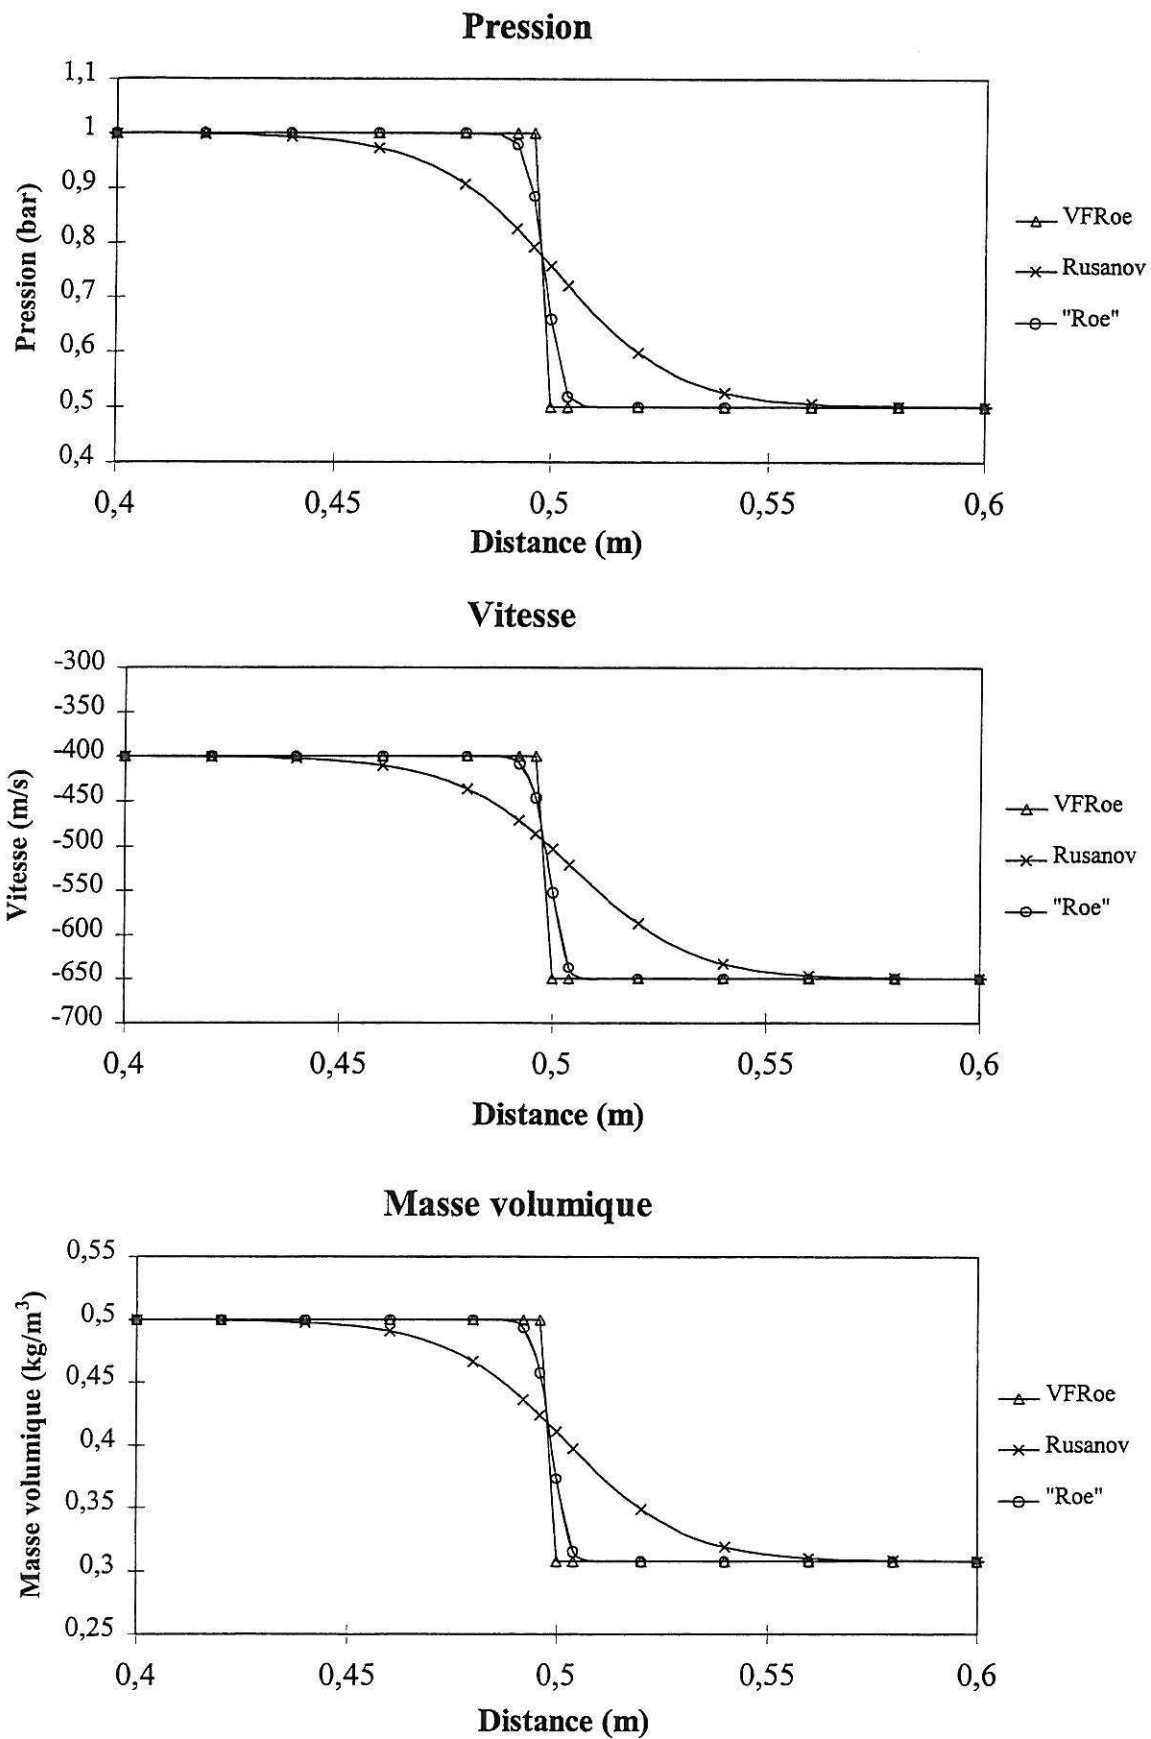 Pression
1,1
1
0,9
0,8
0,7
0,6
0,5
0,4
Pression (bar)
0,4 0,45 0,5 0,55 0,6
Distance (m)
VFRoe
Rusanov
"Roe"
Vitesse
-300
-350
-400
-450
-500
-550
-600
-650
-700
Vitesse (m/s)
0,4 0,45 0,5 0,55 0,6
Distance (m)
VFRoe
Rusanov
"Roe"
Masse volumique
0,55
0,5
0,45
0,4
0,35
0,3
0,25
Masse volumique (kg/m³)
0,4 0,45 0,5 0,55 0,6
Distance (m)
VFRoe
Rusanov
"Roe"